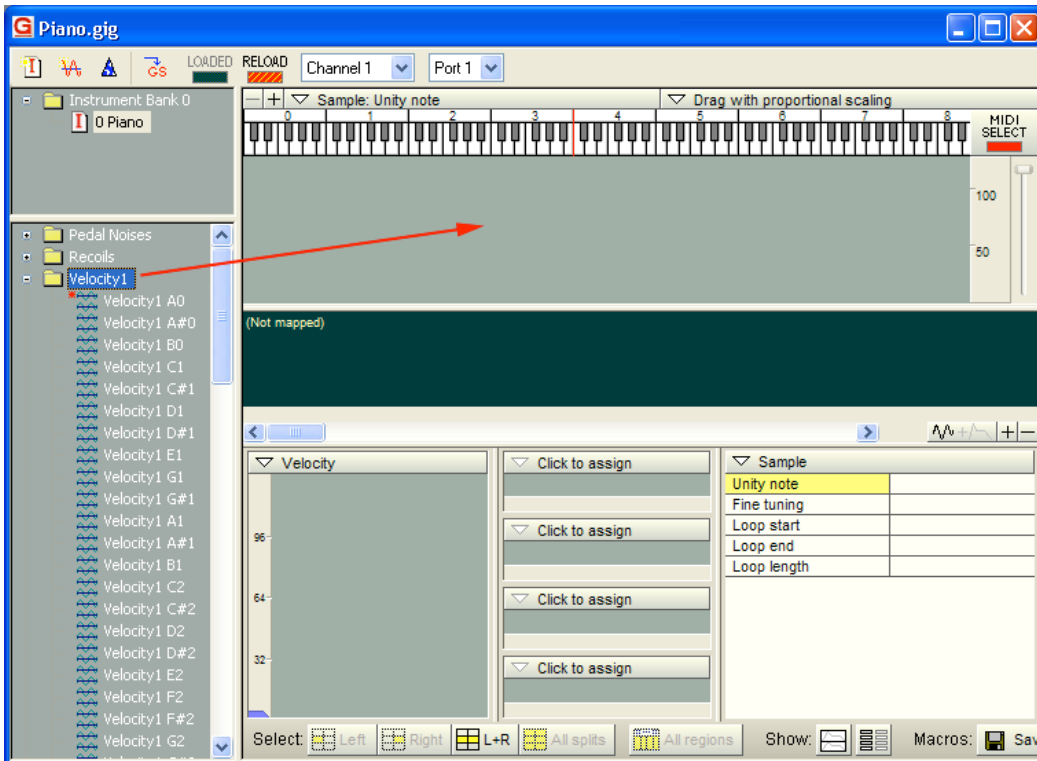 G Piano.gig
GS LOADED RELOAD Channel 1 Port 1
Instrument Bank 0
0 Piano
Sample: Unity note
Drag with proportional scaling
0 1 2 3 4 5 6 7 8
MIDI SELECT
100
50
Pedal Noises
Recoils
Velocity1
Velocity1 A0
Velocity1 A#0
Velocity1 B0
Velocity1 C1
Velocity1 C#1
Velocity1 D1
Velocity1 D#1
Velocity1 E1
Velocity1 G1
Velocity1 G#1
Velocity1 A1
Velocity1 A#1
Velocity1 B1
Velocity1 C2
Velocity1 C#2
Velocity1 D2
Velocity1 D#2
Velocity1 E2
Velocity1 F2
Velocity1 F#2
Velocity1 G2
(Not mapped)
Velocity
96
64
32
Click to assign
Click to assign
Click to assign
Click to assign
Sample
Unity note
Fine tuning
Loop start
Loop end
Loop length
Select: Left Right L+R All splits All regions Show: Macros: Sav